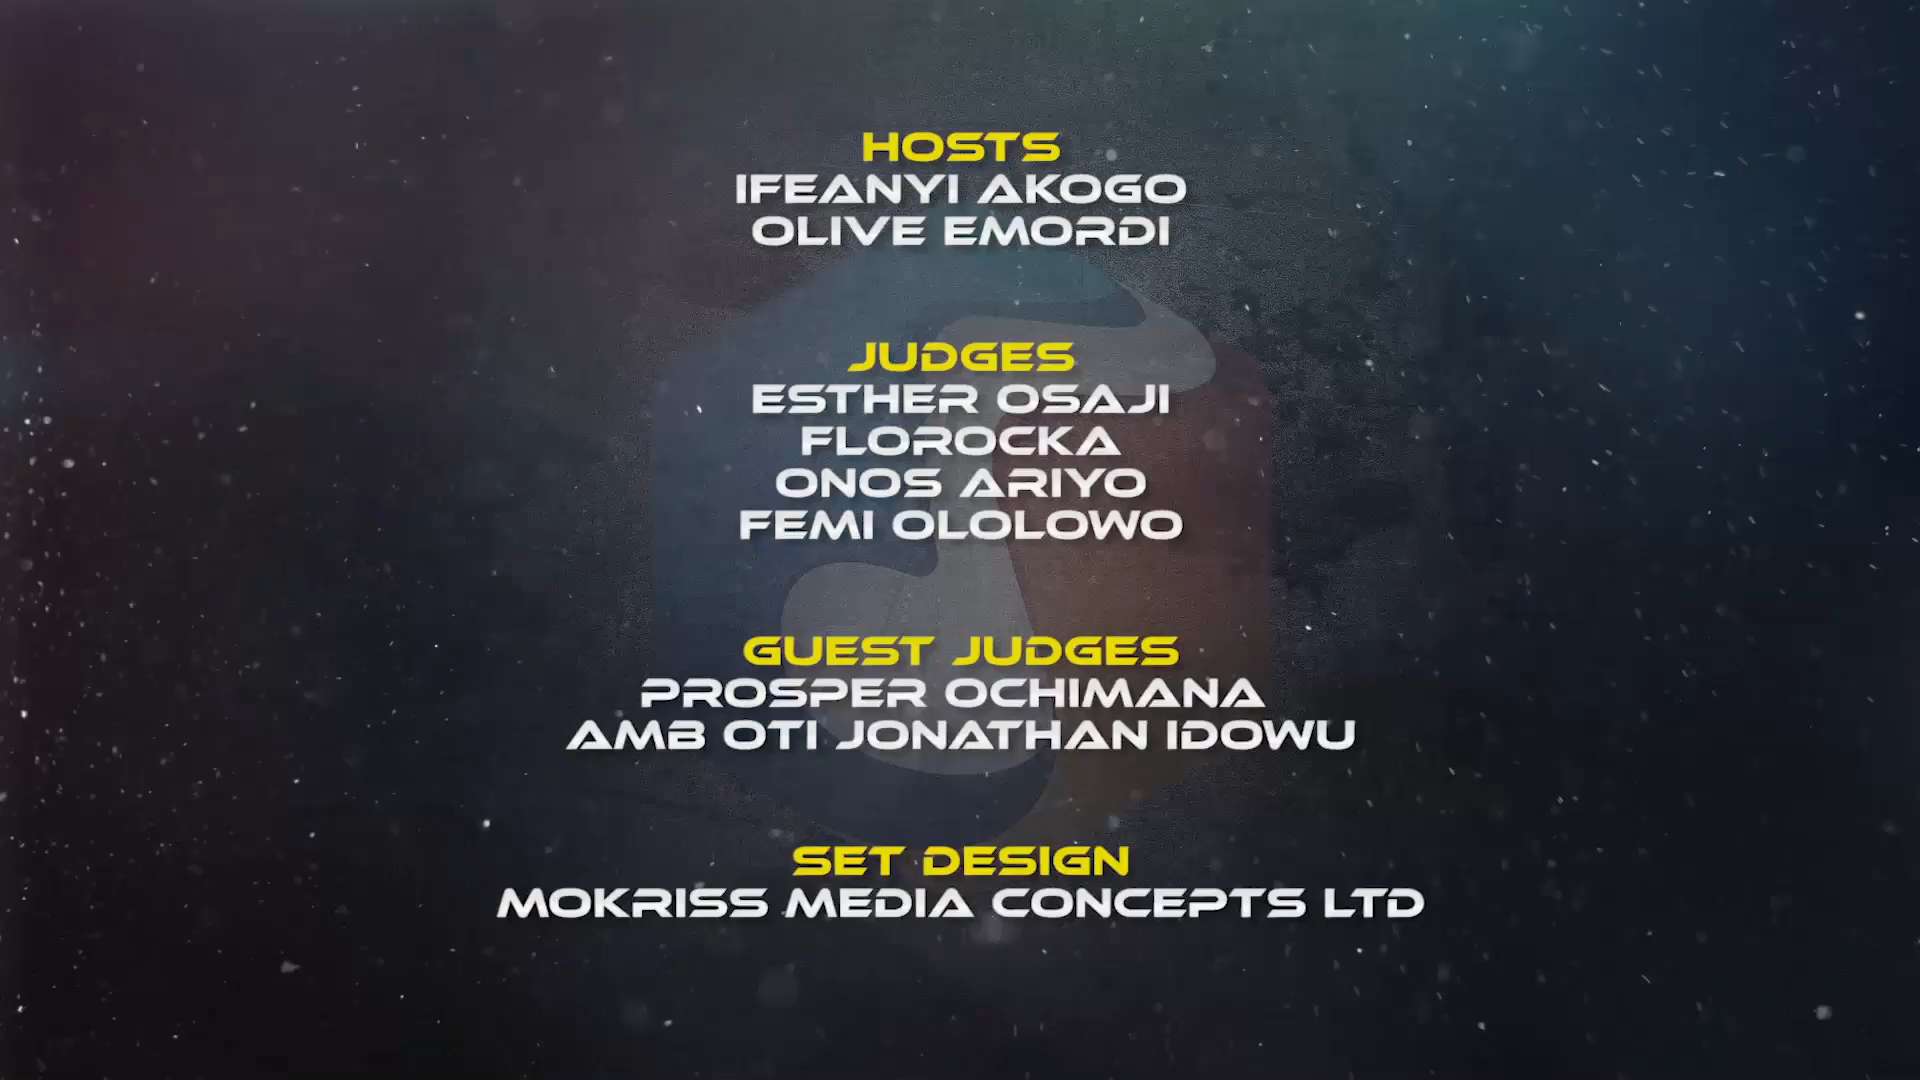 HOSTS
IFEANYI AKOGO
OLIVE EMORDI
JUDGES
ESTHER OSAJI
FLOROCKA
ONOS ARIYO
FEMI OLOLOWO
GUEST JUDGES
PROSPER OCHIMANA
AMB OTI JONATHAN IDOWU
SET DESIGN
MOKRISS MEDIA CONCEPTS LTD